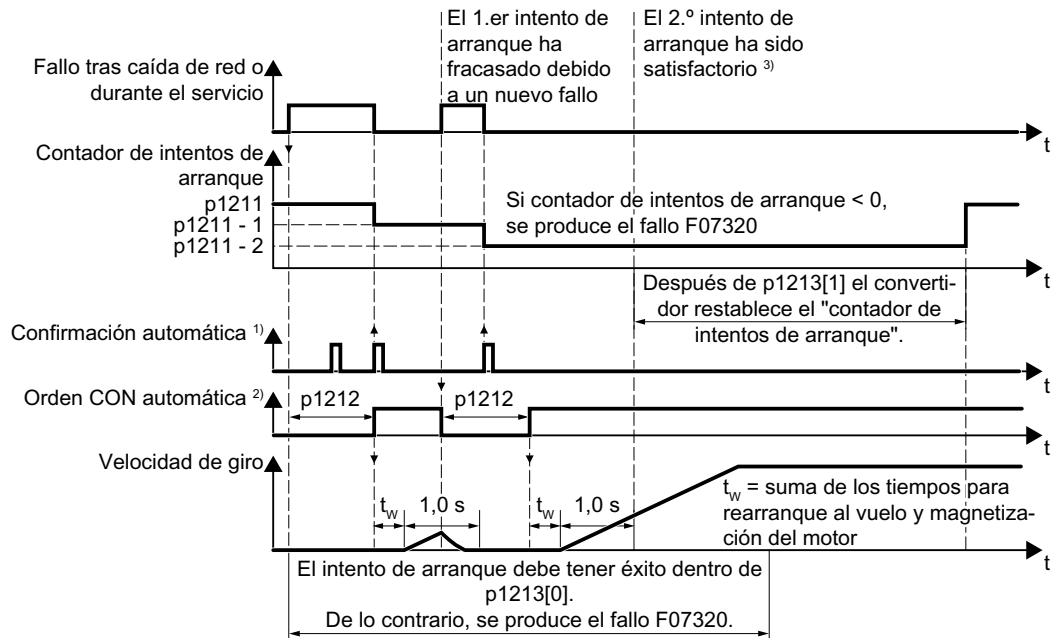 El 1.er intento de
arranque ha
fracasado debido
a un nuevo fallo
El 2.º intento de
arranque ha sido
satisfactorio 3)
Fallo tras caída de red o
durante el servicio
t
Contador de intentos de
arranque
p1211
p1211 - 1
p1211 - 2
Si contador de intentos de arranque < 0,
se produce el fallo F07320
t
Después de p1213[1] el converti-
dor restablece el "contador de
intentos de arranque".
Confirmación automática 1)
t
Orden CON automática 2)
p1212
p1212
t
Velocidad de giro
tw
1,0 s
tw
1,0 s
tw = suma de los tiempos para
rearranque al vuelo y magnetiza-
ción del motor
t
El intento de arranque debe tener éxito dentro de
p1213[0].
De lo contrario, se produce el fallo F07320.